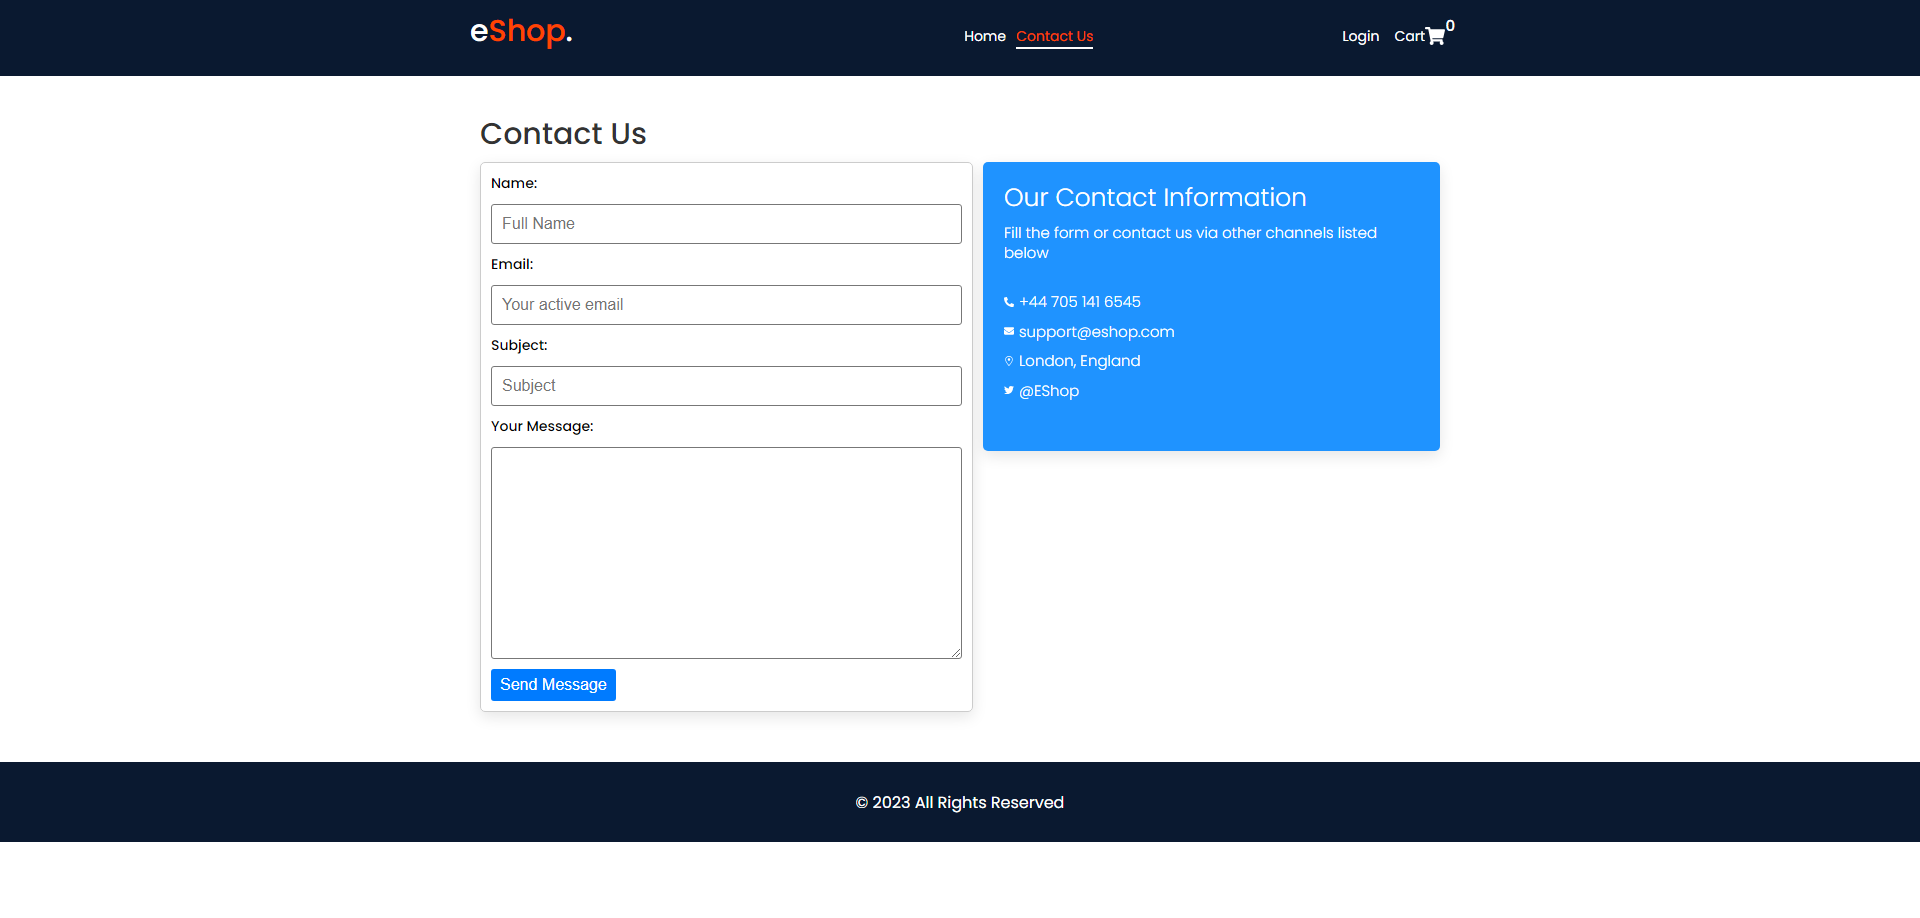 eShop.
Home Contact Us
Login Cart 0
Contact Us
Name:
Full Name
Email:
Your active email
Subject:
Subject
Your Message:
Send Message
Our Contact Information
Fill the form or contact us via other channels listed
below
+44 705 141 6545
support@eshop.com
London, England
@EShop
© 2023 All Rights Reserved